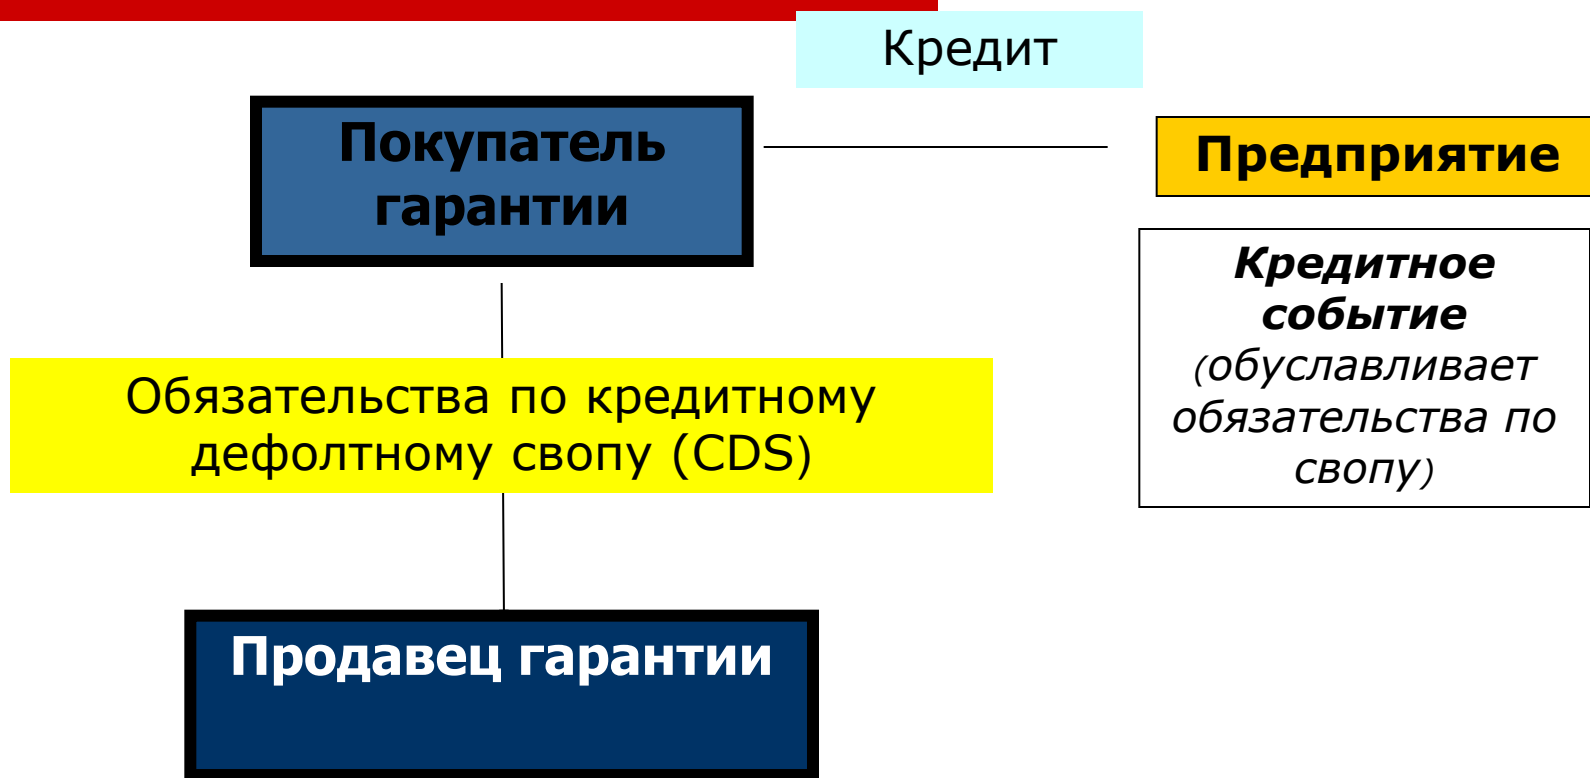 Кредит
Покупатель
гарантии
Предприятие
Кредитное
событие
(обуславливает
обязательства по
свопу)
Обязательства по кредитному
дефолтному свопу (CDS)
Продавец гарантии